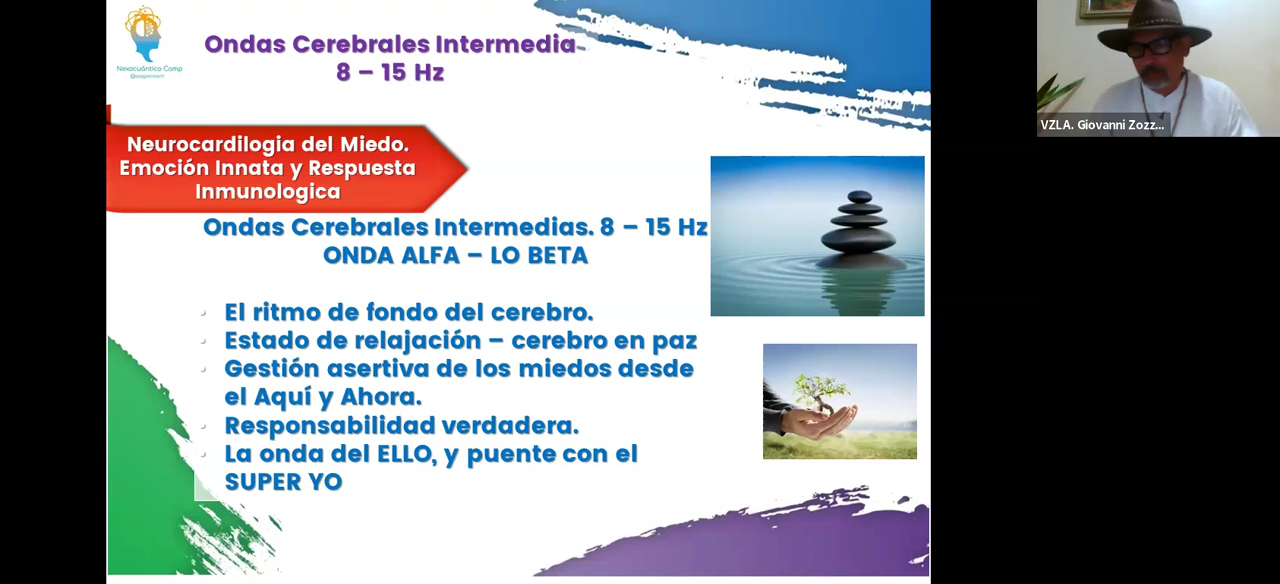 Ondas Cerebrales Intermedia
8 – 15 Hz
Nexocuántico Camp
Neurocardilogia del Miedo.
Emoción Innata y Respuesta
Inmunologica
Ondas Cerebrales Intermedias. 8 – 15 Hz
ONDA ALFA – LO BETA
• El ritmo de fondo del cerebro.
• Estado de relajación – cerebro en paz
• Gestión asertiva de los miedos desde
el Aquí y Ahora.
• Responsabilidad verdadera.
• La onda del ELLO, y puente con el
SUPER YO
VZLA. Giovanni Zozz...